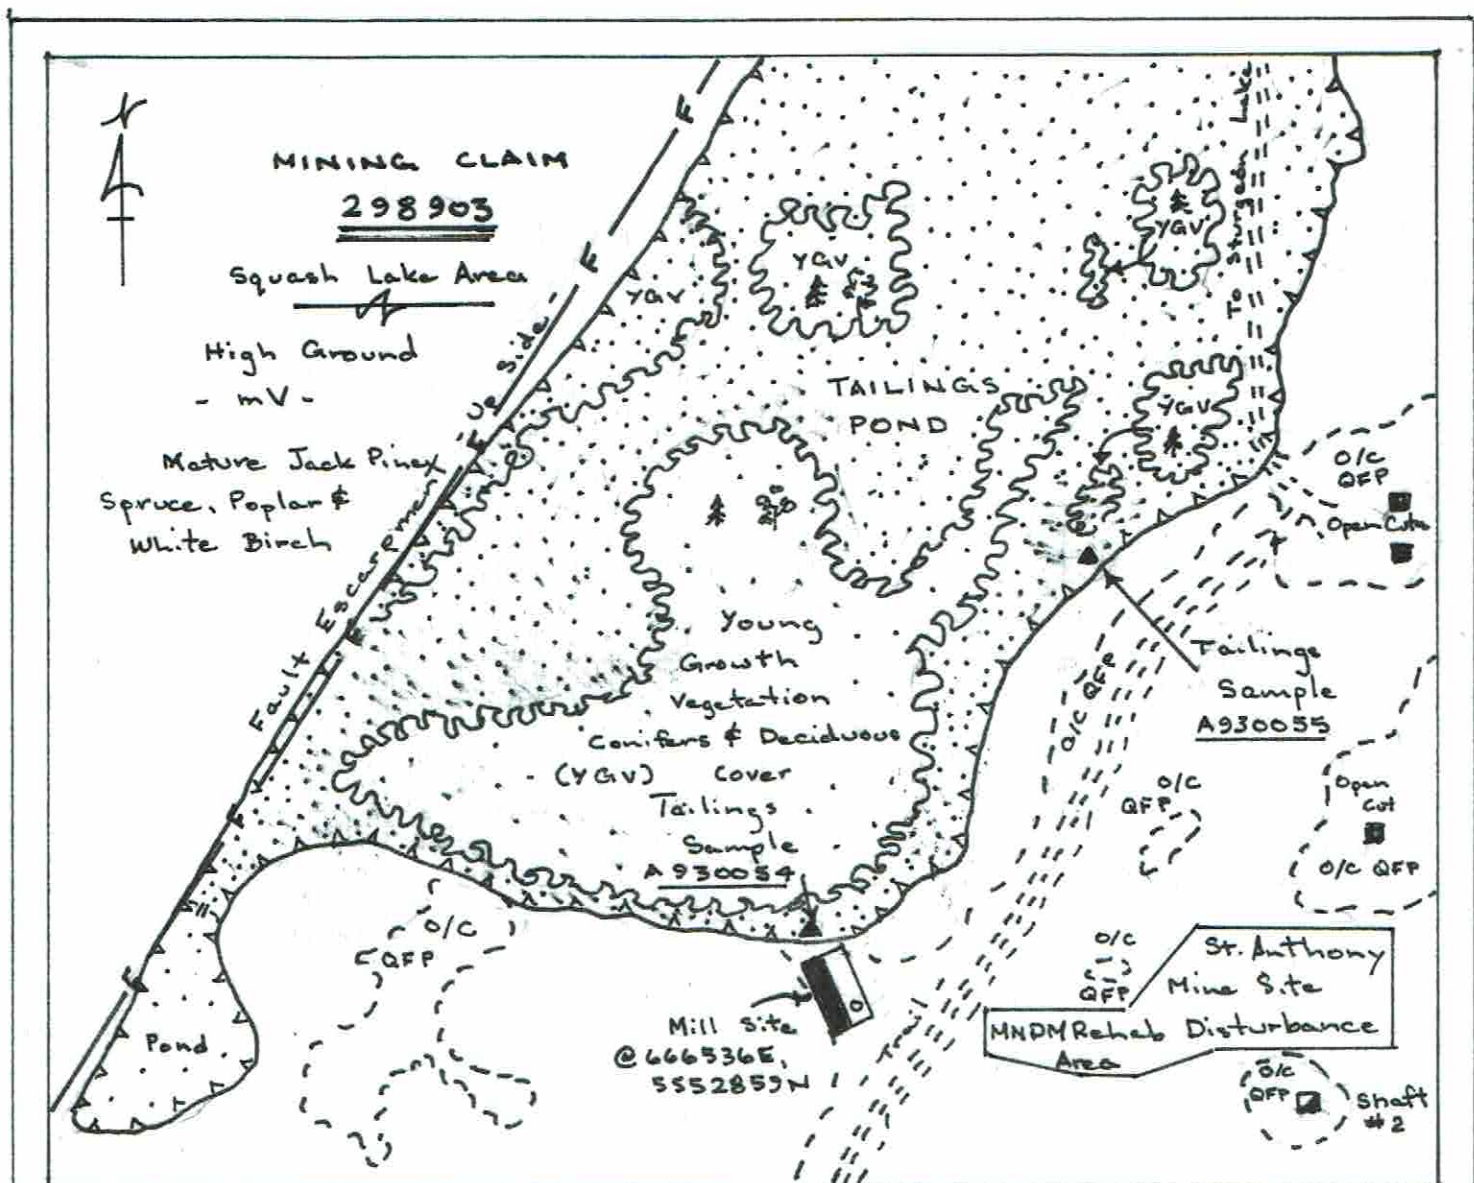 MINING CLAIM
298903
Squash Lake Area
High Ground
- mV -
Mature Jack Pine,
Spruce, Poplar &
White Birch
Fault Escarpment
'Ve Side'
F
F
F
F
F
F
YGV
YGV
YGV
YGV
To Sturgeon Lake
TAILINGS
POND
Young
Growth
Vegetation
Conifers & Deciduous
(YGV) Cover
Tailings
Sample
A930054
O/C
QFP
Open Cuts
Tailings
Sample
A930055
O/C QFP
O/C
QFP
Open
Cut
O/C QFP
O/C
QFP
O/C
QFP
St. Anthony
Mine Site
MNDM Rehab Disturbance
Area
Pond
Mill Site
@666536E,
5552859N
Trail
O/C
QFP
Shaft
#2